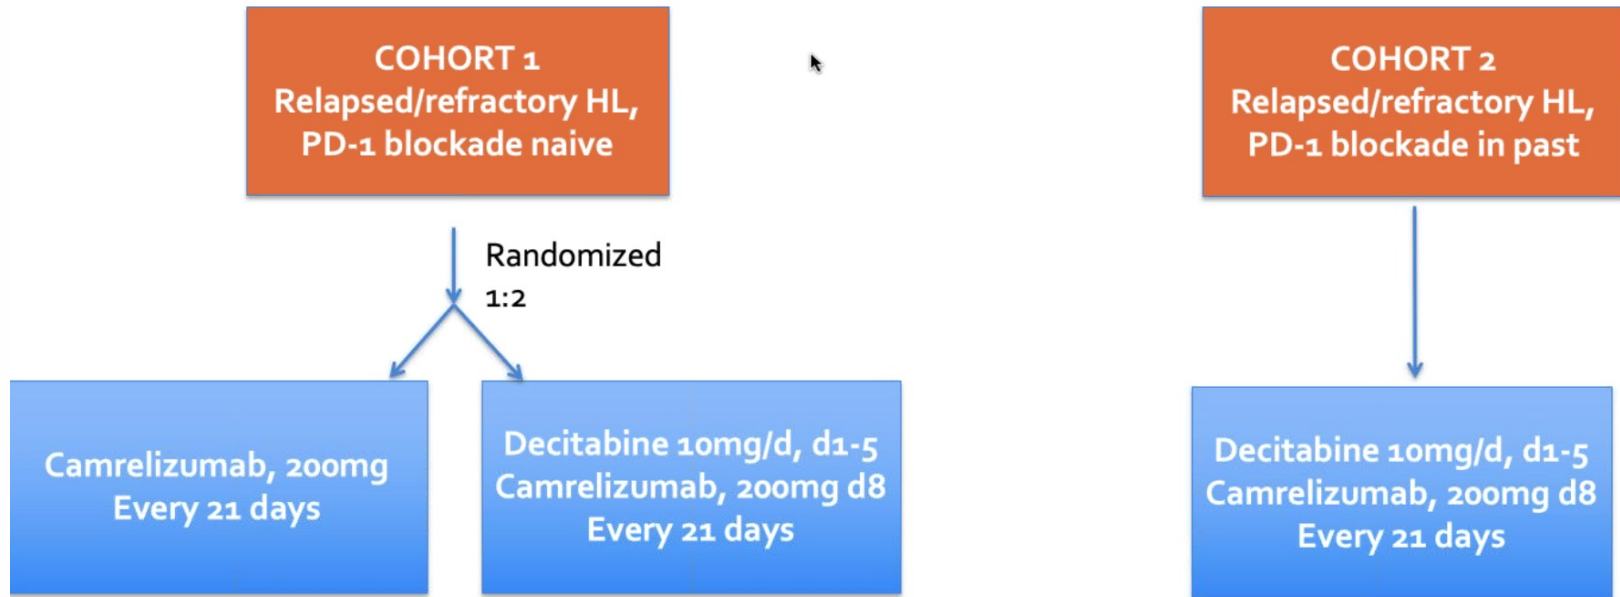 COHORT 1
Relapsed/refractory HL,
PD-1 blockade naive
COHORT 2
Relapsed/refractory HL,
PD-1 blockade in past
Randomized
1:2
Camrelizumab, 200mg
Every 21 days
Decitabine 10mg/d, d1-5
Camrelizumab, 200mg d8
Every 21 days
Decitabine 10mg/d, d1-5
Camrelizumab, 200mg d8
Every 21 days